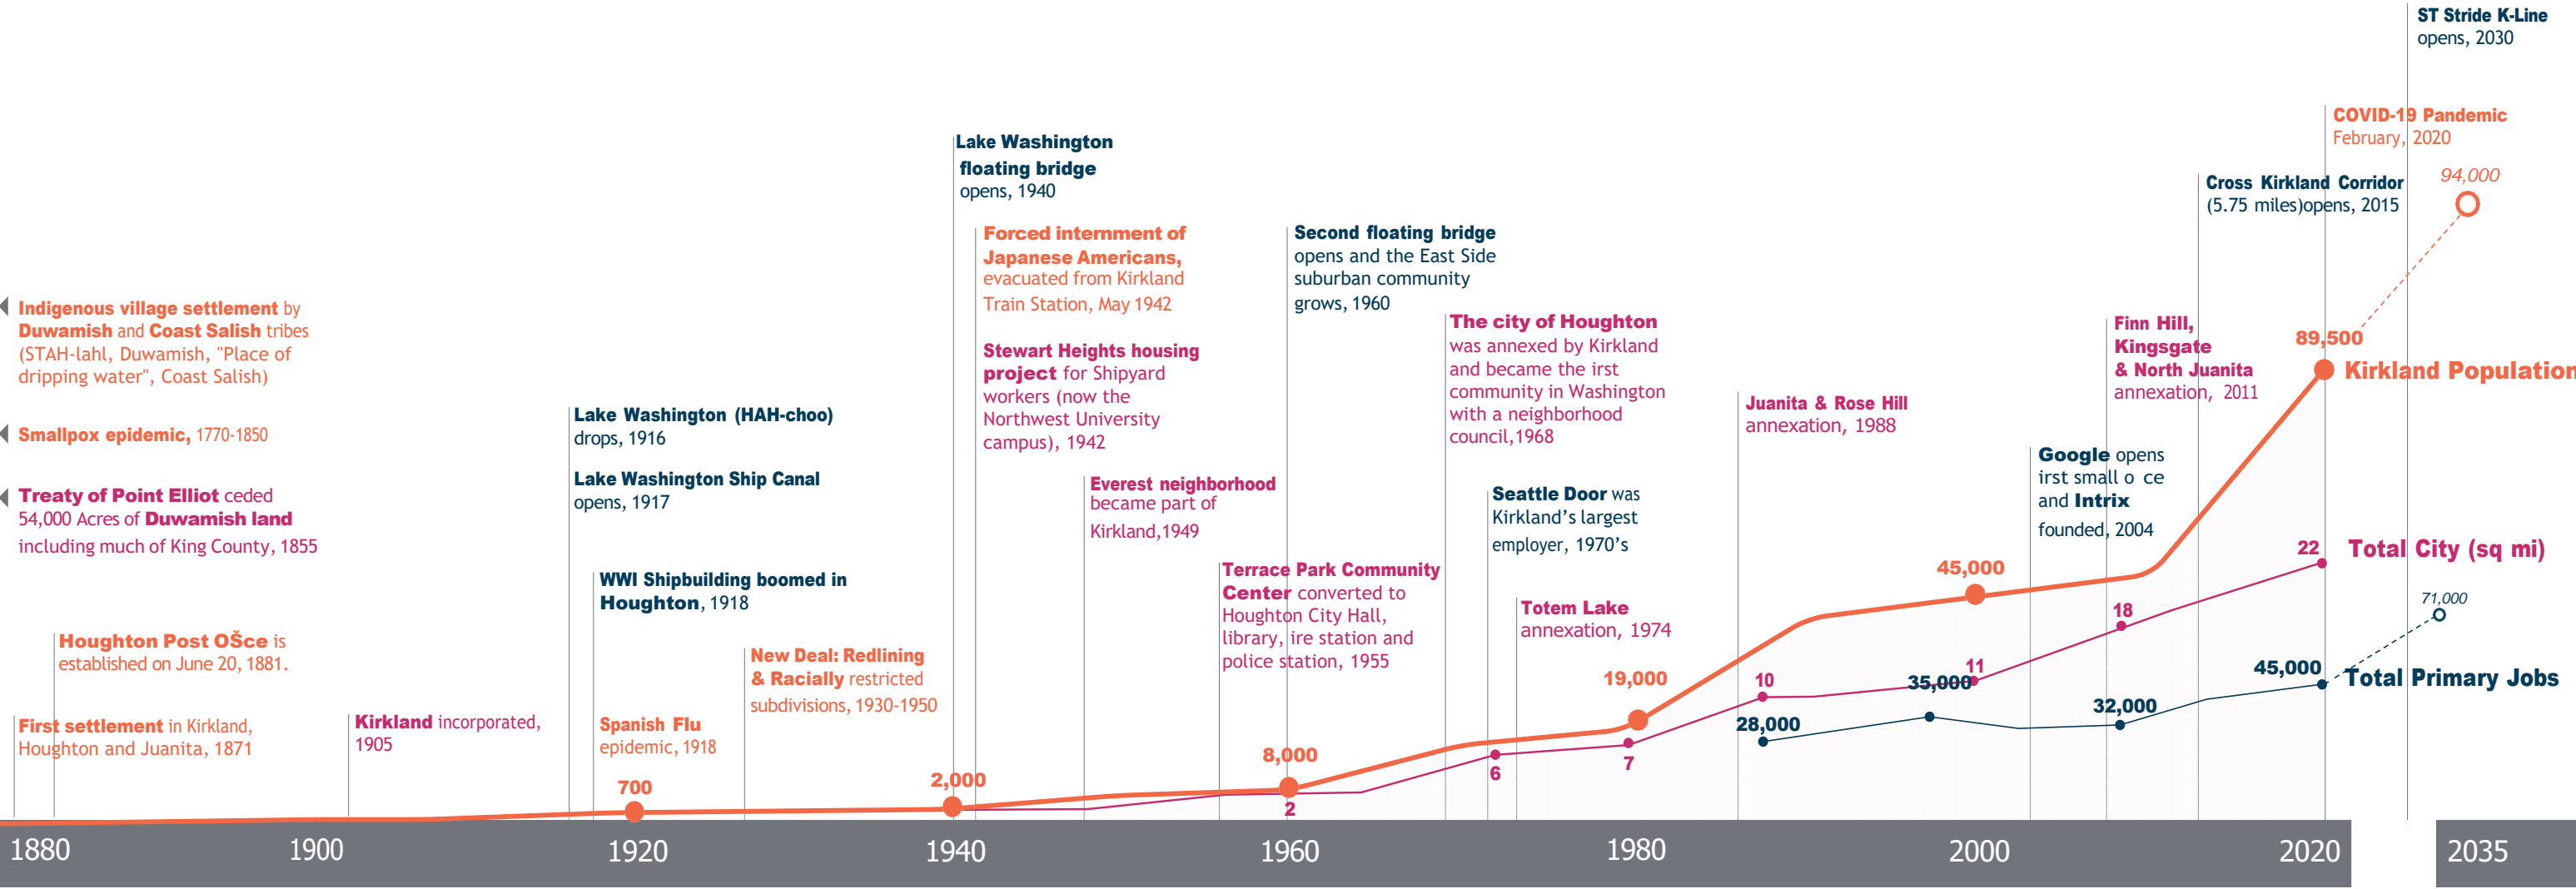 ST Stride K-Line
opens, 2030
COVID-19 Pandemic
February, 2020
Lake Washington
floating bridge
opens, 1940
Cross Kirkland Corridor
(5.75 miles)opens, 2015
94,000
Forced internment of
Japanese Americans,
evacuated from Kirkland
Train Station, May 1942
Second floating bridge
opens and the East Side
suburban community
grows, 1960
Indigenous village settlement by
Duwamish and Coast Salish tribes
(STAH-lahl, Duwamish, "Place of
dripping water", Coast Salish)
The city of Houghton
was annexed by Kirkland
and became the irst
community in Washington
with a neighborhood
council,1968
Finn Hill,
Kingsgate
& North Juanita
annexation, 2011
89,500
Kirkland Population
Stewart Heights housing
project for Shipyard
workers (now the
Northwest University
campus), 1942
Juanita & Rose Hill
annexation, 1988
Lake Washington (HAH-choo)
drops, 1916
Smallpox epidemic, 1770-1850
Google opens
irst small o ce
and Intrix
founded, 2004
Lake Washington Ship Canal
opens, 1917
Everest neighborhood
became part of
Kirkland,1949
Treaty of Point Elliot ceded
54,000 Acres of Duwamish land
including much of King County, 1855
Seattle Door was
Kirkland's largest
employer, 1970's
22
Total City (sq mi)
WWI Shipbuilding boomed in
Houghton, 1918
Terrace Park Community
Center converted to
Houghton City Hall,
library, ire station and
police station, 1955
45,000
71,000
Totem Lake
annexation, 1974
18
Houghton Post OŠce is
established on June 20, 1881.
New Deal: Redlining
& Racially restricted
subdivisions, 1930-1950
19,000
10
11
35,000
45,000
Total Primary Jobs
First settlement in Kirkland,
Houghton and Juanita, 1871
Kirkland incorporated,
1905
Spanish Flu
epidemic, 1918
28,000
32,000
700
2,000
8,000
6
7
2
1880 1900 1920 1940 1960 1980 2000 2020 2035